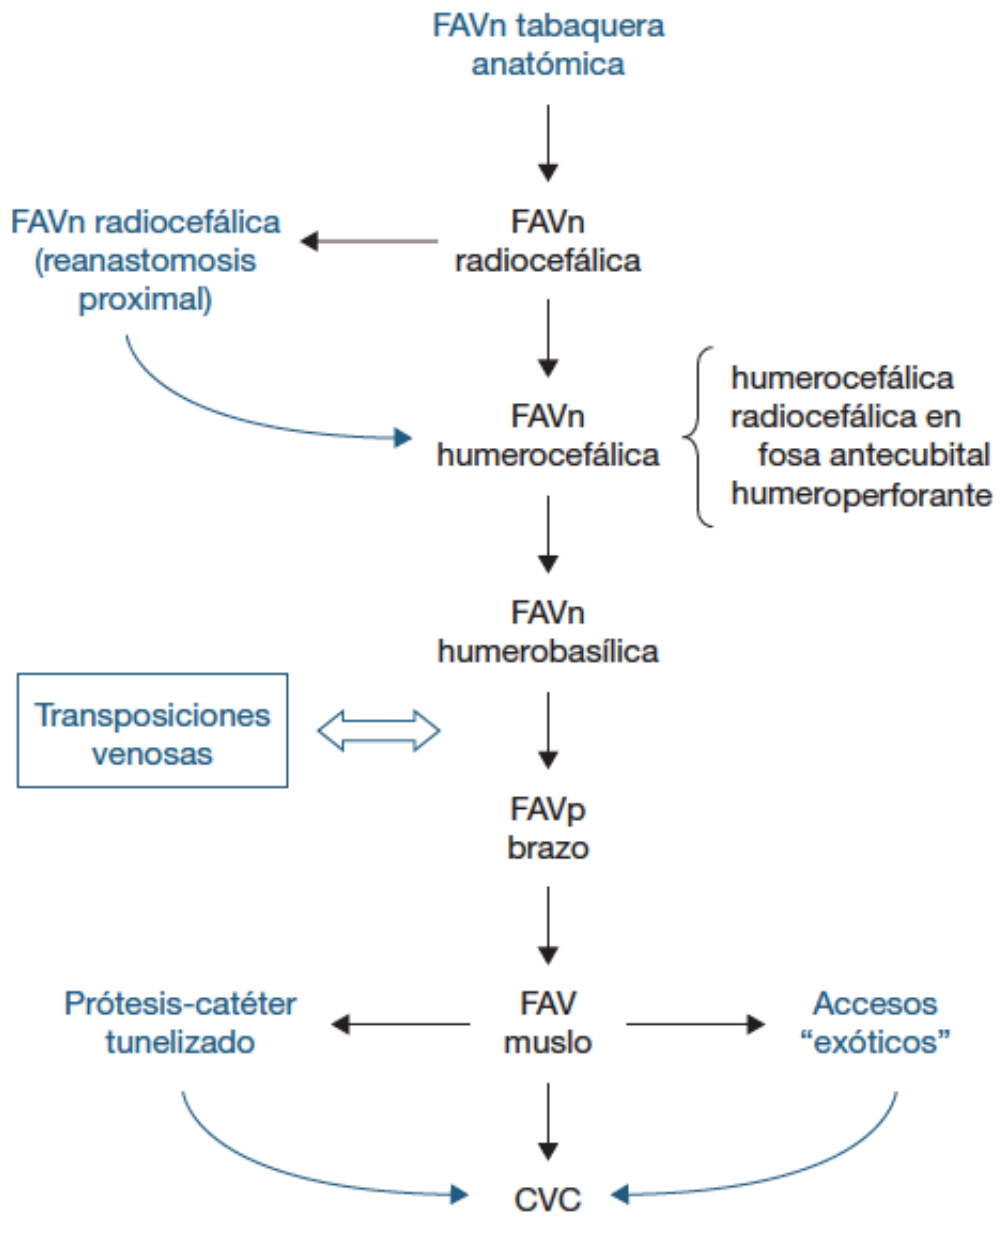 FAVn tabaquera
anatómica
FAVn radiocefálica
(reanastomosis
proximal)
FAVn
radiocefálica
FAVn
humerocefálica
humerocefálica
radiocefálica en
fosa antecubital
humeroperforante
FAVn
humerobasílica
Transposiciones
venosas
FAVp
brazo
Prótesis-catéter
tunelizado
FAV
muslo
Accesos
“exóticos”
CVC